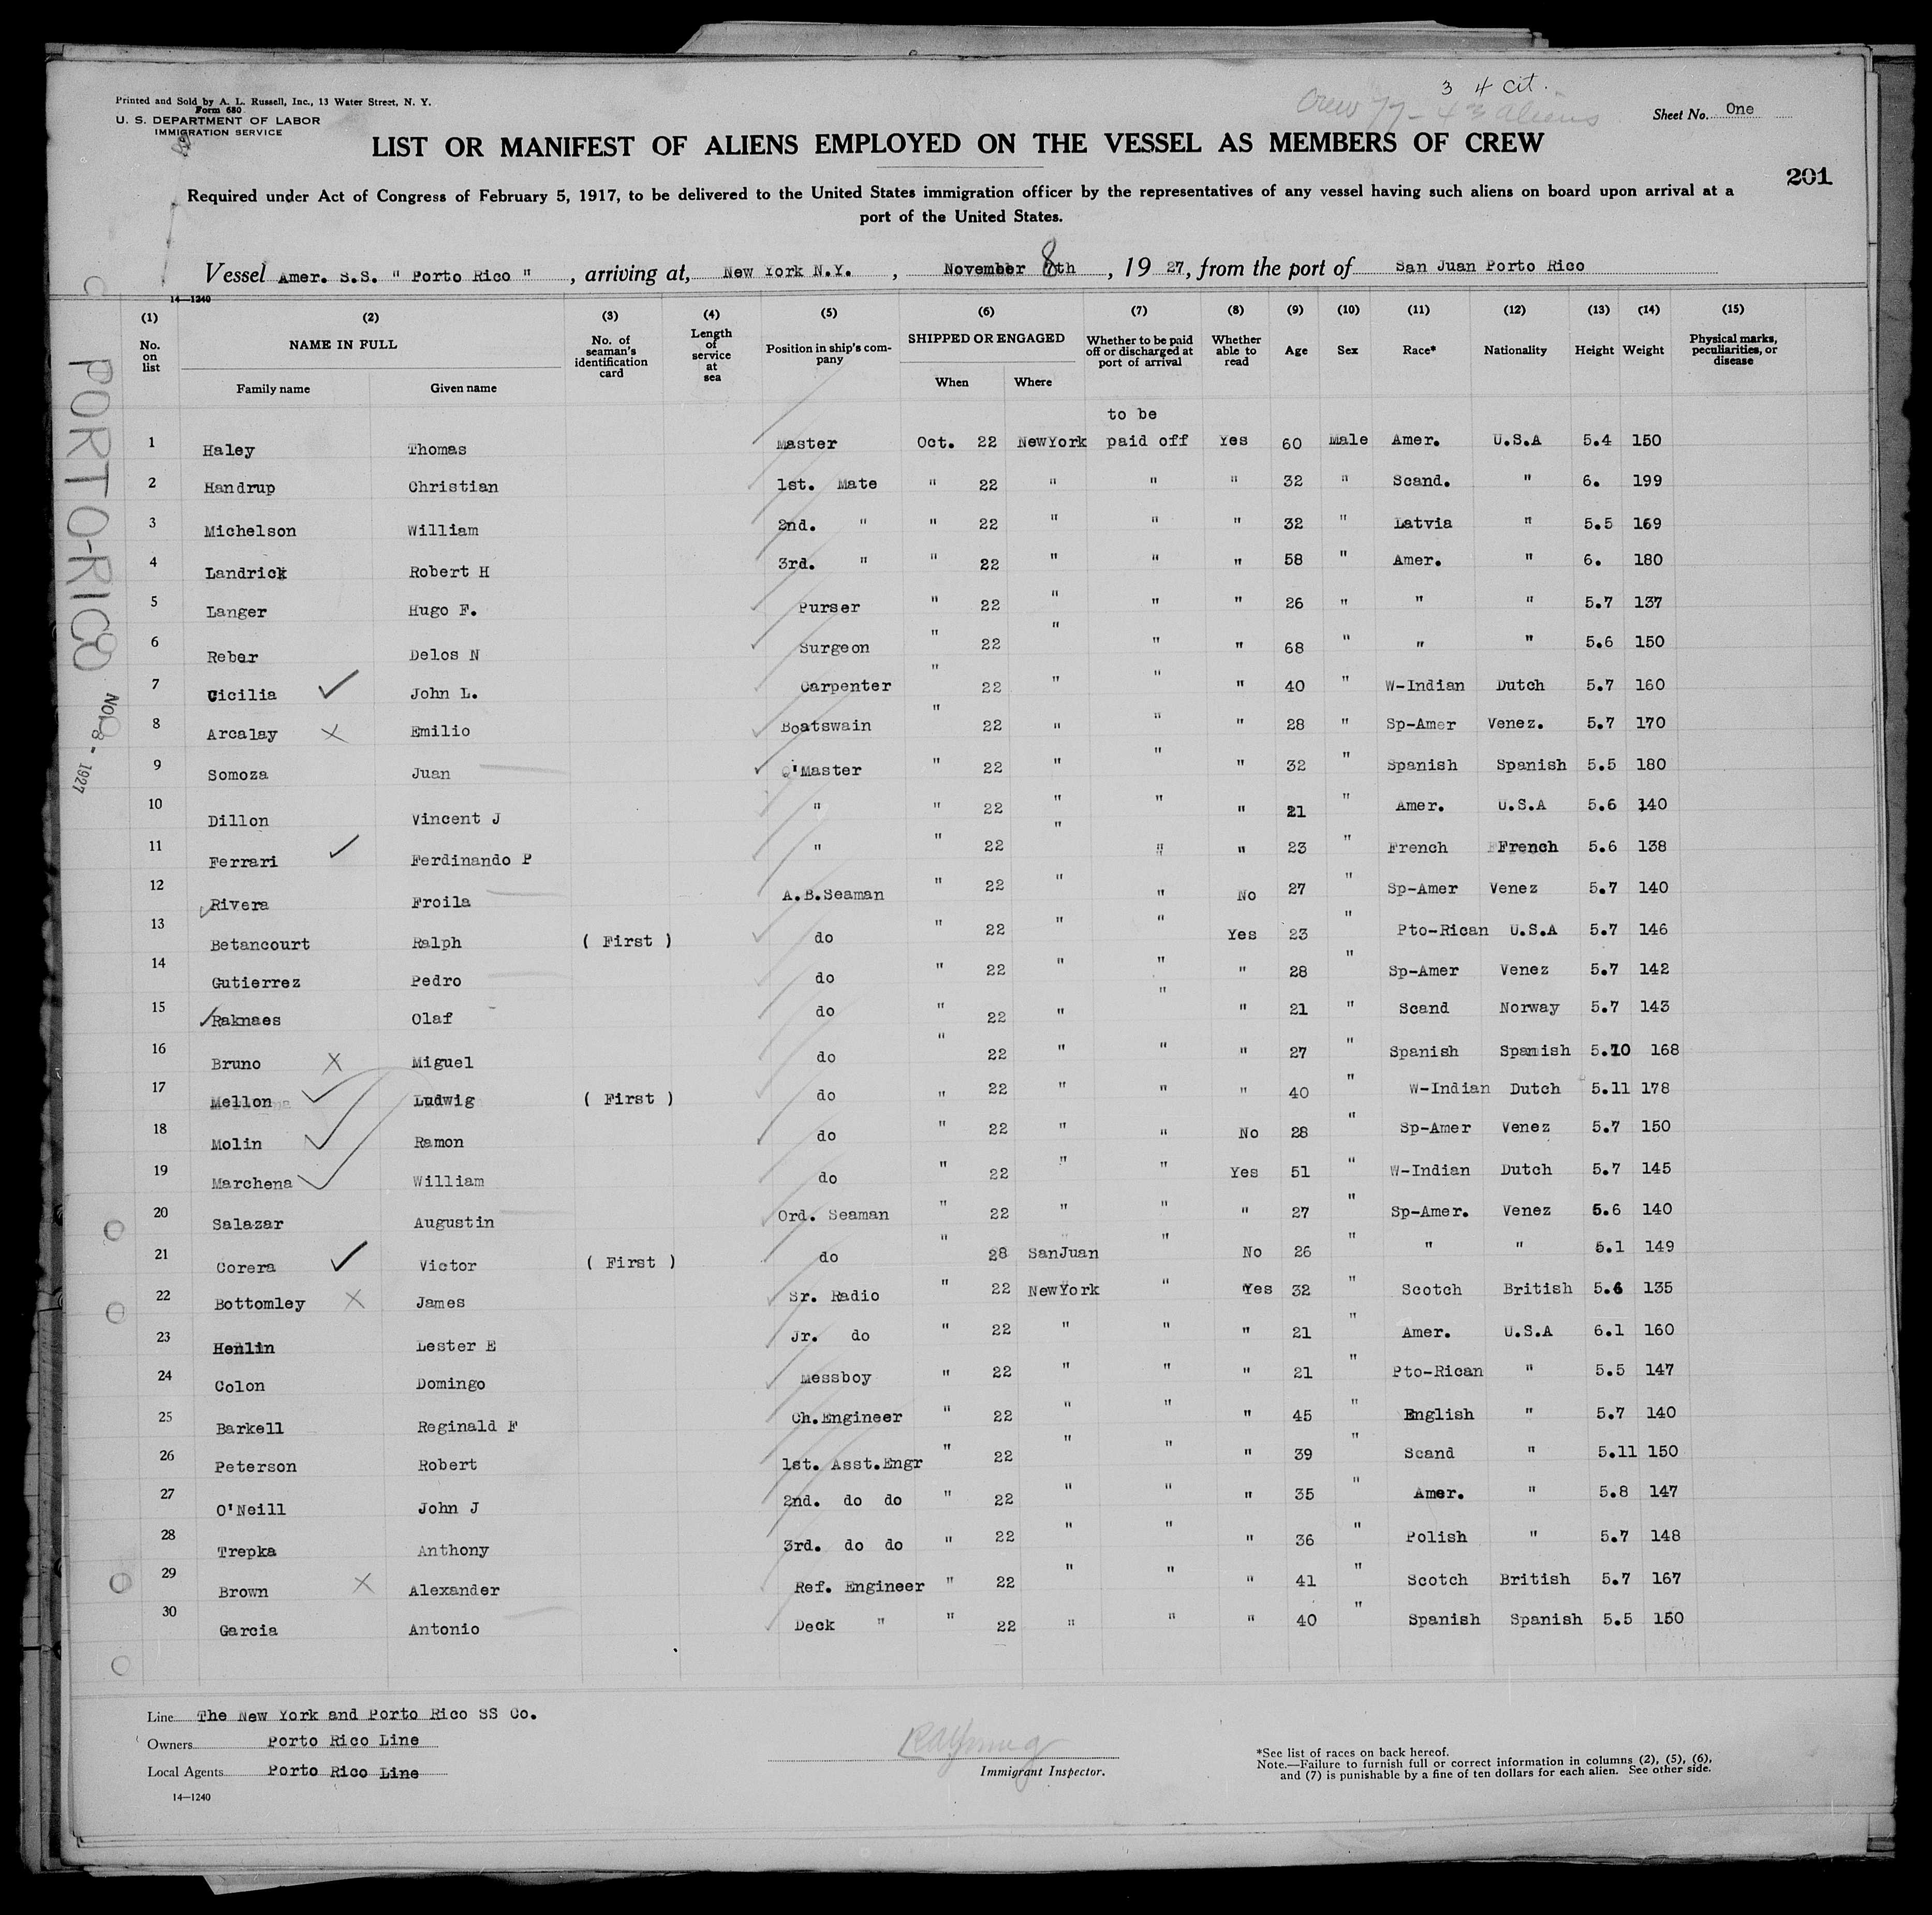 3 4 cit.
Crew 77 - 43 aliens
Printed and Sold by A. L. Russell, Inc., 13 Water Street, N. Y.
Form 680
U. S. DEPARTMENT OF LABOR
IMMIGRATION SERVICE
Sheet No. One
LIST OR MANIFEST OF ALIENS EMPLOYED ON THE VESSEL AS MEMBERS OF CREW
201
Required under Act of Congress of February 5, 1917, to be delivered to the United States immigration officer by the representatives of any vessel having such aliens on board upon arrival at a
port of the United States.
Vessel Amer. S.S. " Porto Rico ", arriving at, New York N.Y., November 8th, 1927, from the port of San Juan Porto Rico
14—1240
PORTO-RICO
NOV 8 - 1927
(1) (2) (3) (4) (5) (6) (7) (8) (9) (10) (11) (12) (13) (14) (15)
No. on list NAME IN FULL No. of seaman's identification card Length of service at sea Position in ship's company SHIPPED OR ENGAGED Whether to be paid off or discharged at port of arrival Whether able to read Age Sex Race* Nationality Height Weight Physical marks, peculiarities, or disease
Family name Given name When Where
to be
1 Haley Thomas Master Oct. 22 NewYork paid off Yes 60 Male Amer. U.S.A 5.4 150
2 Handrup Christian 1st. Mate " 22 " " " 32 " Scand. " 6. 199
3 Michelson William 2nd. " " 22 " " " 32 " Latvia " 5.5 169
4 Landrick Robert H 3rd. " " 22 " " " 58 " Amer. " 6. 180
5 Langer Hugo F. Purser " 22 " " " 26 " " " 5.7 137
6 Reber Delos N Surgeon " 22 " " " 68 " " " 5.6 150
7 Cicilia John L. Carpenter " 22 " " " 40 " W-Indian Dutch 5.7 160
8 Arcalay Emilio Boatswain " 22 " " " 28 " Sp-Amer Venez. 5.7 170
9 Somoza Juan Q'Master " 22 " " " 32 " Spanish Spanish 5.5 180
10 Dillon Vincent J " " 22 " " " 21 " Amer. U.S.A 5.6 140
11 Ferrari Ferdinando P " " 22 " " " 23 " French French 5.6 138
12 Rivera Froila A.B.Seaman " 22 " " No 27 " Sp-Amer Venez 5.7 140
13 Betancourt Ralph ( First ) do " 22 " " Yes 23 " Pto-Rican U.S.A 5.7 146
14 Gutierrez Pedro do " 22 " " " 28 " Sp-Amer Venez 5.7 142
15 Raknaes Olaf do " 22 " " " 21 " Scand Norway 5.7 143
16 Bruno Miguel do " 22 " " " 27 " Spanish Spanish 5.10 168
17 Mellon Ludwig ( First ) do " 22 " " " 40 " W-Indian Dutch 5.11 178
18 Molin Ramon do " 22 " " No 28 " Sp-Amer Venez 5.7 150
19 Marchena William do " 22 " " Yes 51 " W-Indian Dutch 5.7 145
20 Salazar Augustin Ord. Seaman " 22 " " " 27 " Sp-Amer. Venez 5.6 140
21 Corera Victor ( First ) do " 28 SanJuan " No 26 " " " 5.1 149
22 Bottomley James Sr. Radio " 22 NewYork " Yes 32 " Scotch British 5.6 135
23 Henlin Lester E Jr. do " 22 " " " 21 " Amer. U.S.A 6.1 160
24 Colon Domingo Messboy " 22 " " " 21 " Pto-Rican " 5.5 147
25 Barkell Reginald F Ch.Engineer " 22 " " " 45 " English " 5.7 140
26 Peterson Robert 1st. Asst.Engr " 22 " " " 39 " Scand " 5.11 150
27 O'Neill John J 2nd. do do " 22 " " " 35 " Amer. " 5.8 147
28 Trepka Anthony 3rd. do do " 22 " " " 36 " Polish " 5.7 148
29 Brown Alexander Ref. Engineer " 22 " " " 41 " Scotch British 5.7 167
30 Garcia Antonio Deck " " 22 " " " 40 " Spanish Spanish 5.5 150
Line The New York and Porto Rico SS Co.
Owners Porto Rico Line
Local Agents Porto Rico Line
14—1240
Immigrant Inspector.
*See list of races on back hereof.
Note.—Failure to furnish full or correct information in columns (2), (5), (6),
and (7) is punishable by a fine of ten dollars for each alien. See other side.